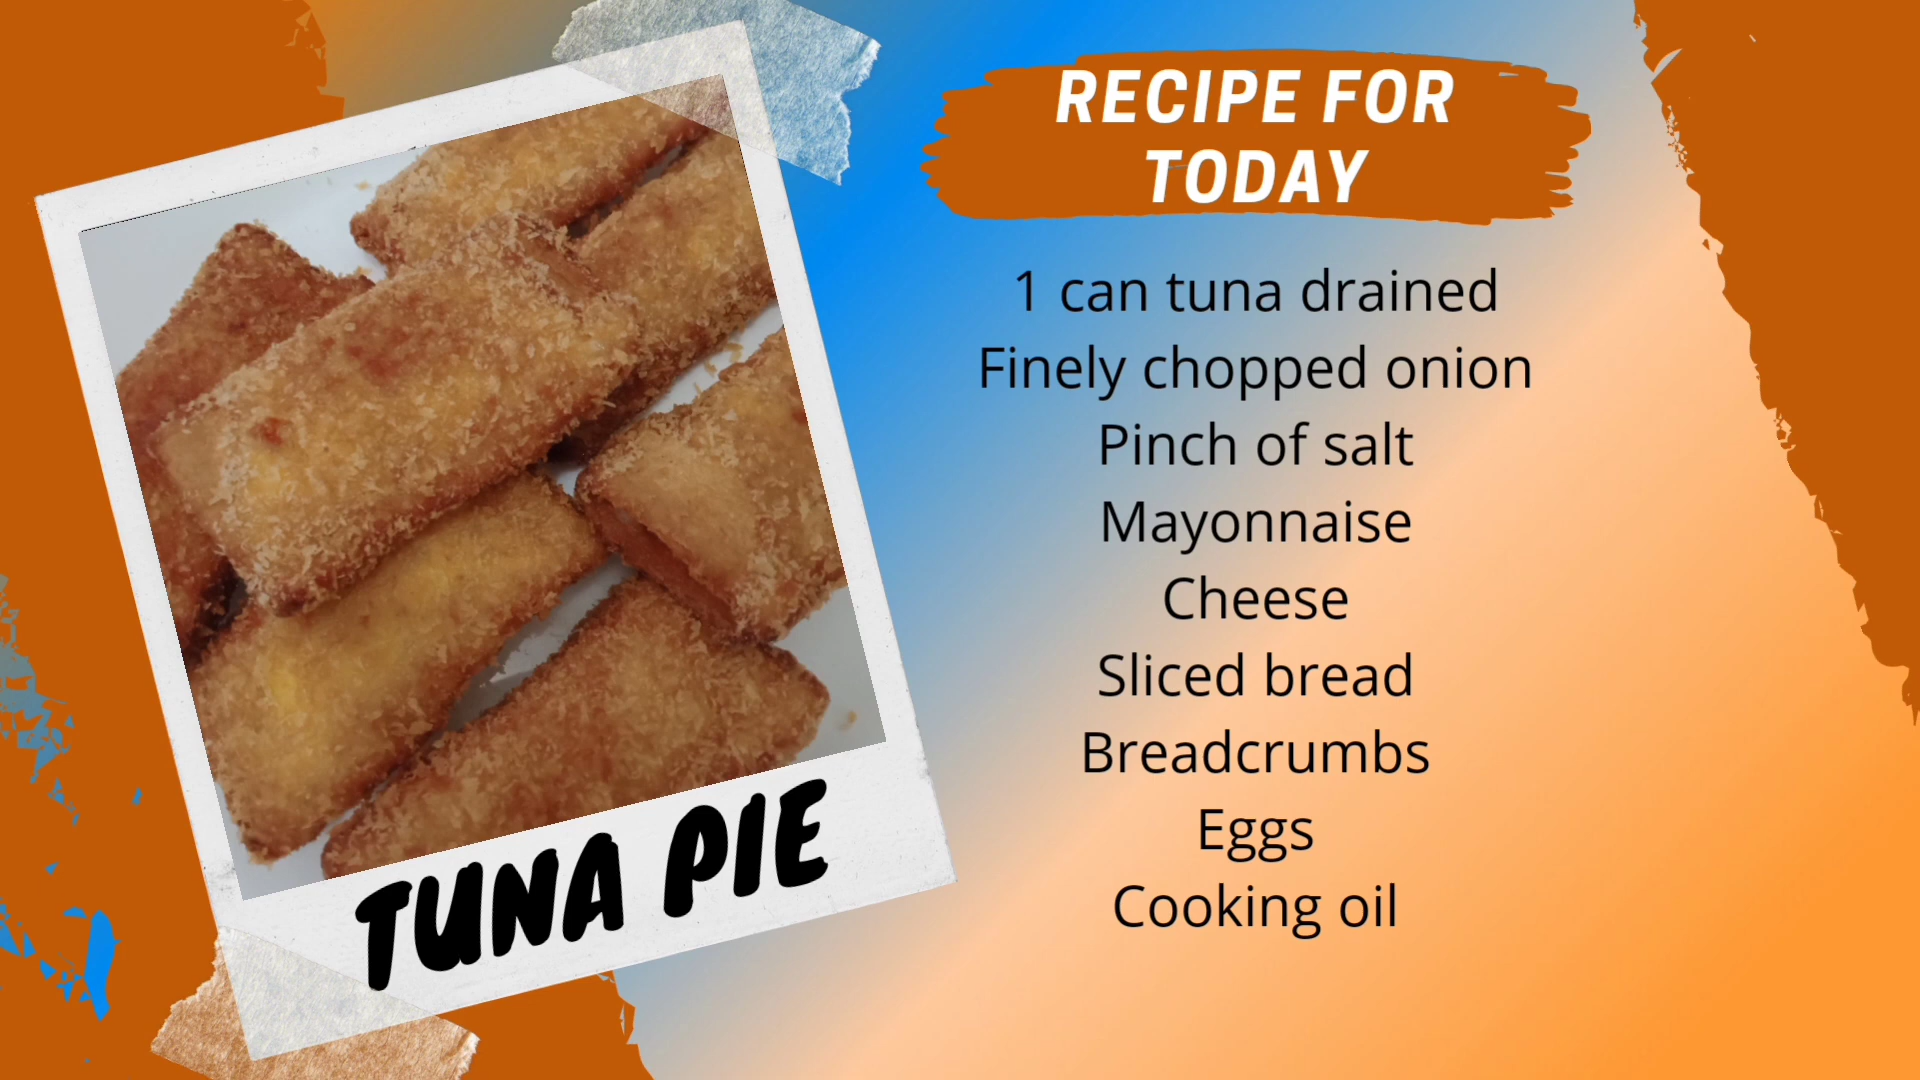 RECIPE FOR
TODAY
1 can tuna drained
Finely chopped onion
Pinch of salt
Mayonnaise
Cheese
Sliced bread
Breadcrumbs
Eggs
Cooking oil
TUNA PIE